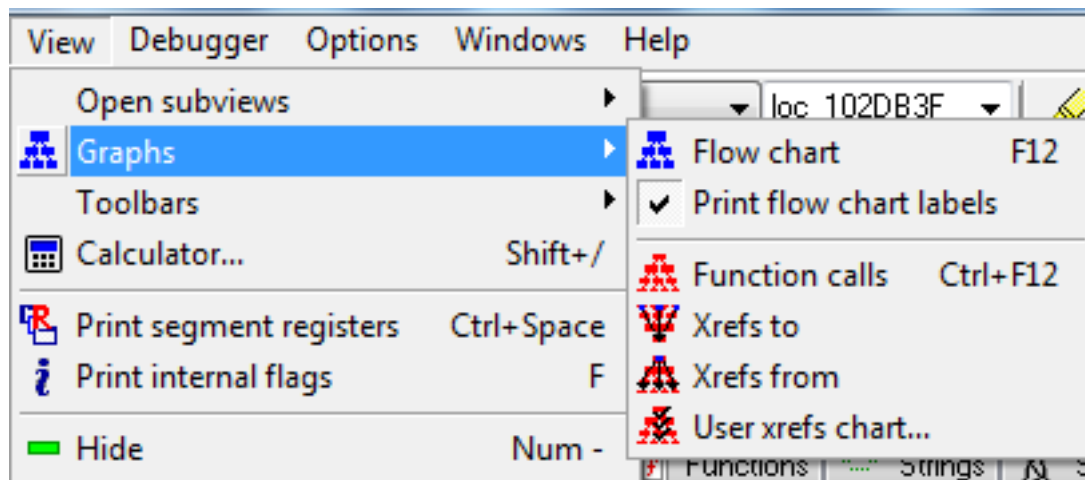 View Debugger Options Windows Help
Open subviews
loc_102DB3F
Graphs
Flow chart F12
Toolbars
Print flow chart labels
Calculator... Shift+/
Function calls Ctrl+F12
Print segment registers Ctrl+Space
Xrefs to
Print internal flags F
Xrefs from
User xrefs chart...
Hide Num -
Functions Strings